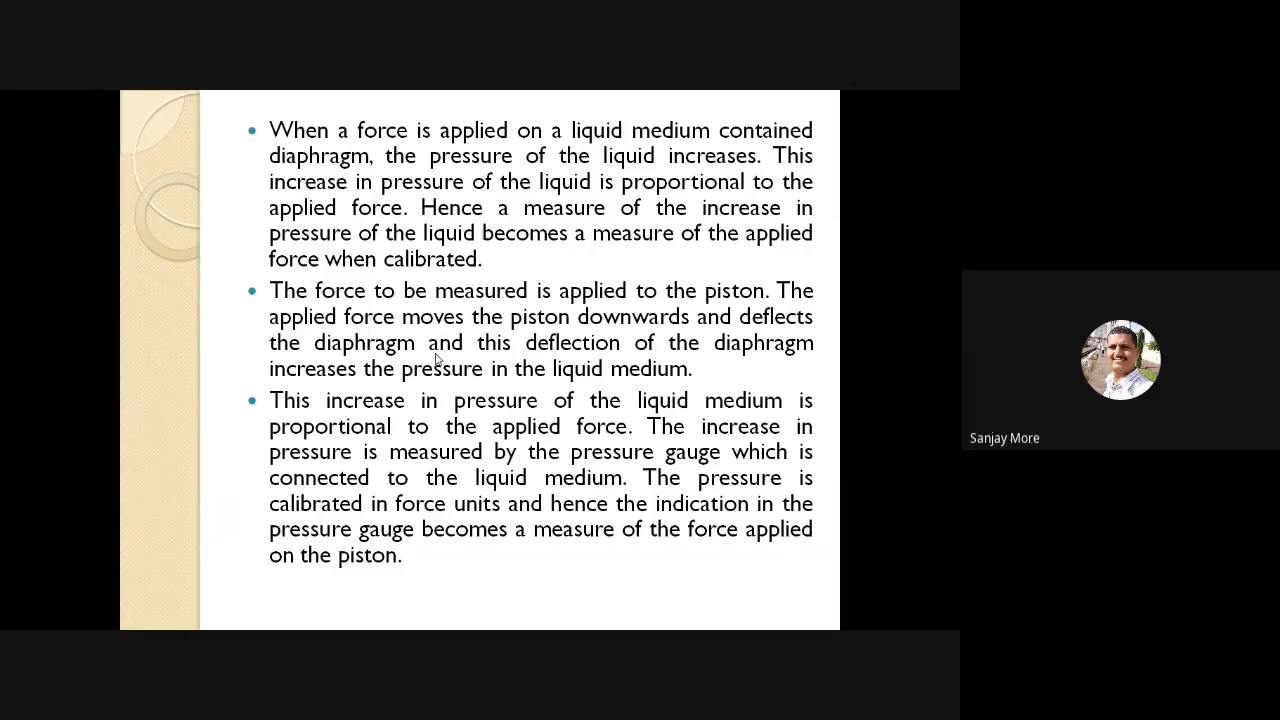 When a force is applied on a liquid medium contained
diaphragm, the pressure of the liquid increases. This
increase in pressure of the liquid is proportional to the
applied force. Hence a measure of the increase in
pressure of the liquid becomes a measure of the applied
force when calibrated.
The force to be measured is applied to the piston. The
applied force moves the piston downwards and deflects
the diaphragm and this deflection of the diaphragm
increases the pressure in the liquid medium.
This increase in pressure of the liquid medium is
proportional to the applied force. The increase in
pressure is measured by the pressure gauge which is
connected to the liquid medium. The pressure is
calibrated in force units and hence the indication in the
pressure gauge becomes a measure of the force applied
on the piston.
Sanjay More